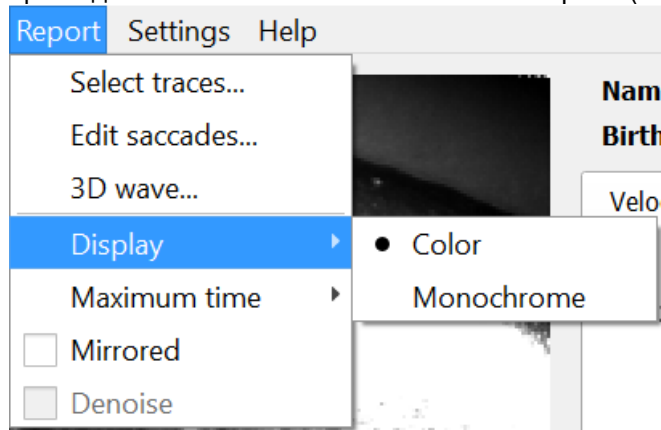 Report Settings Help
Select traces...
Edit saccades...
3D wave...
Display
Color
Maximum time
Monochrome
Mirrored
Denoise
Nam
Birth
Velo